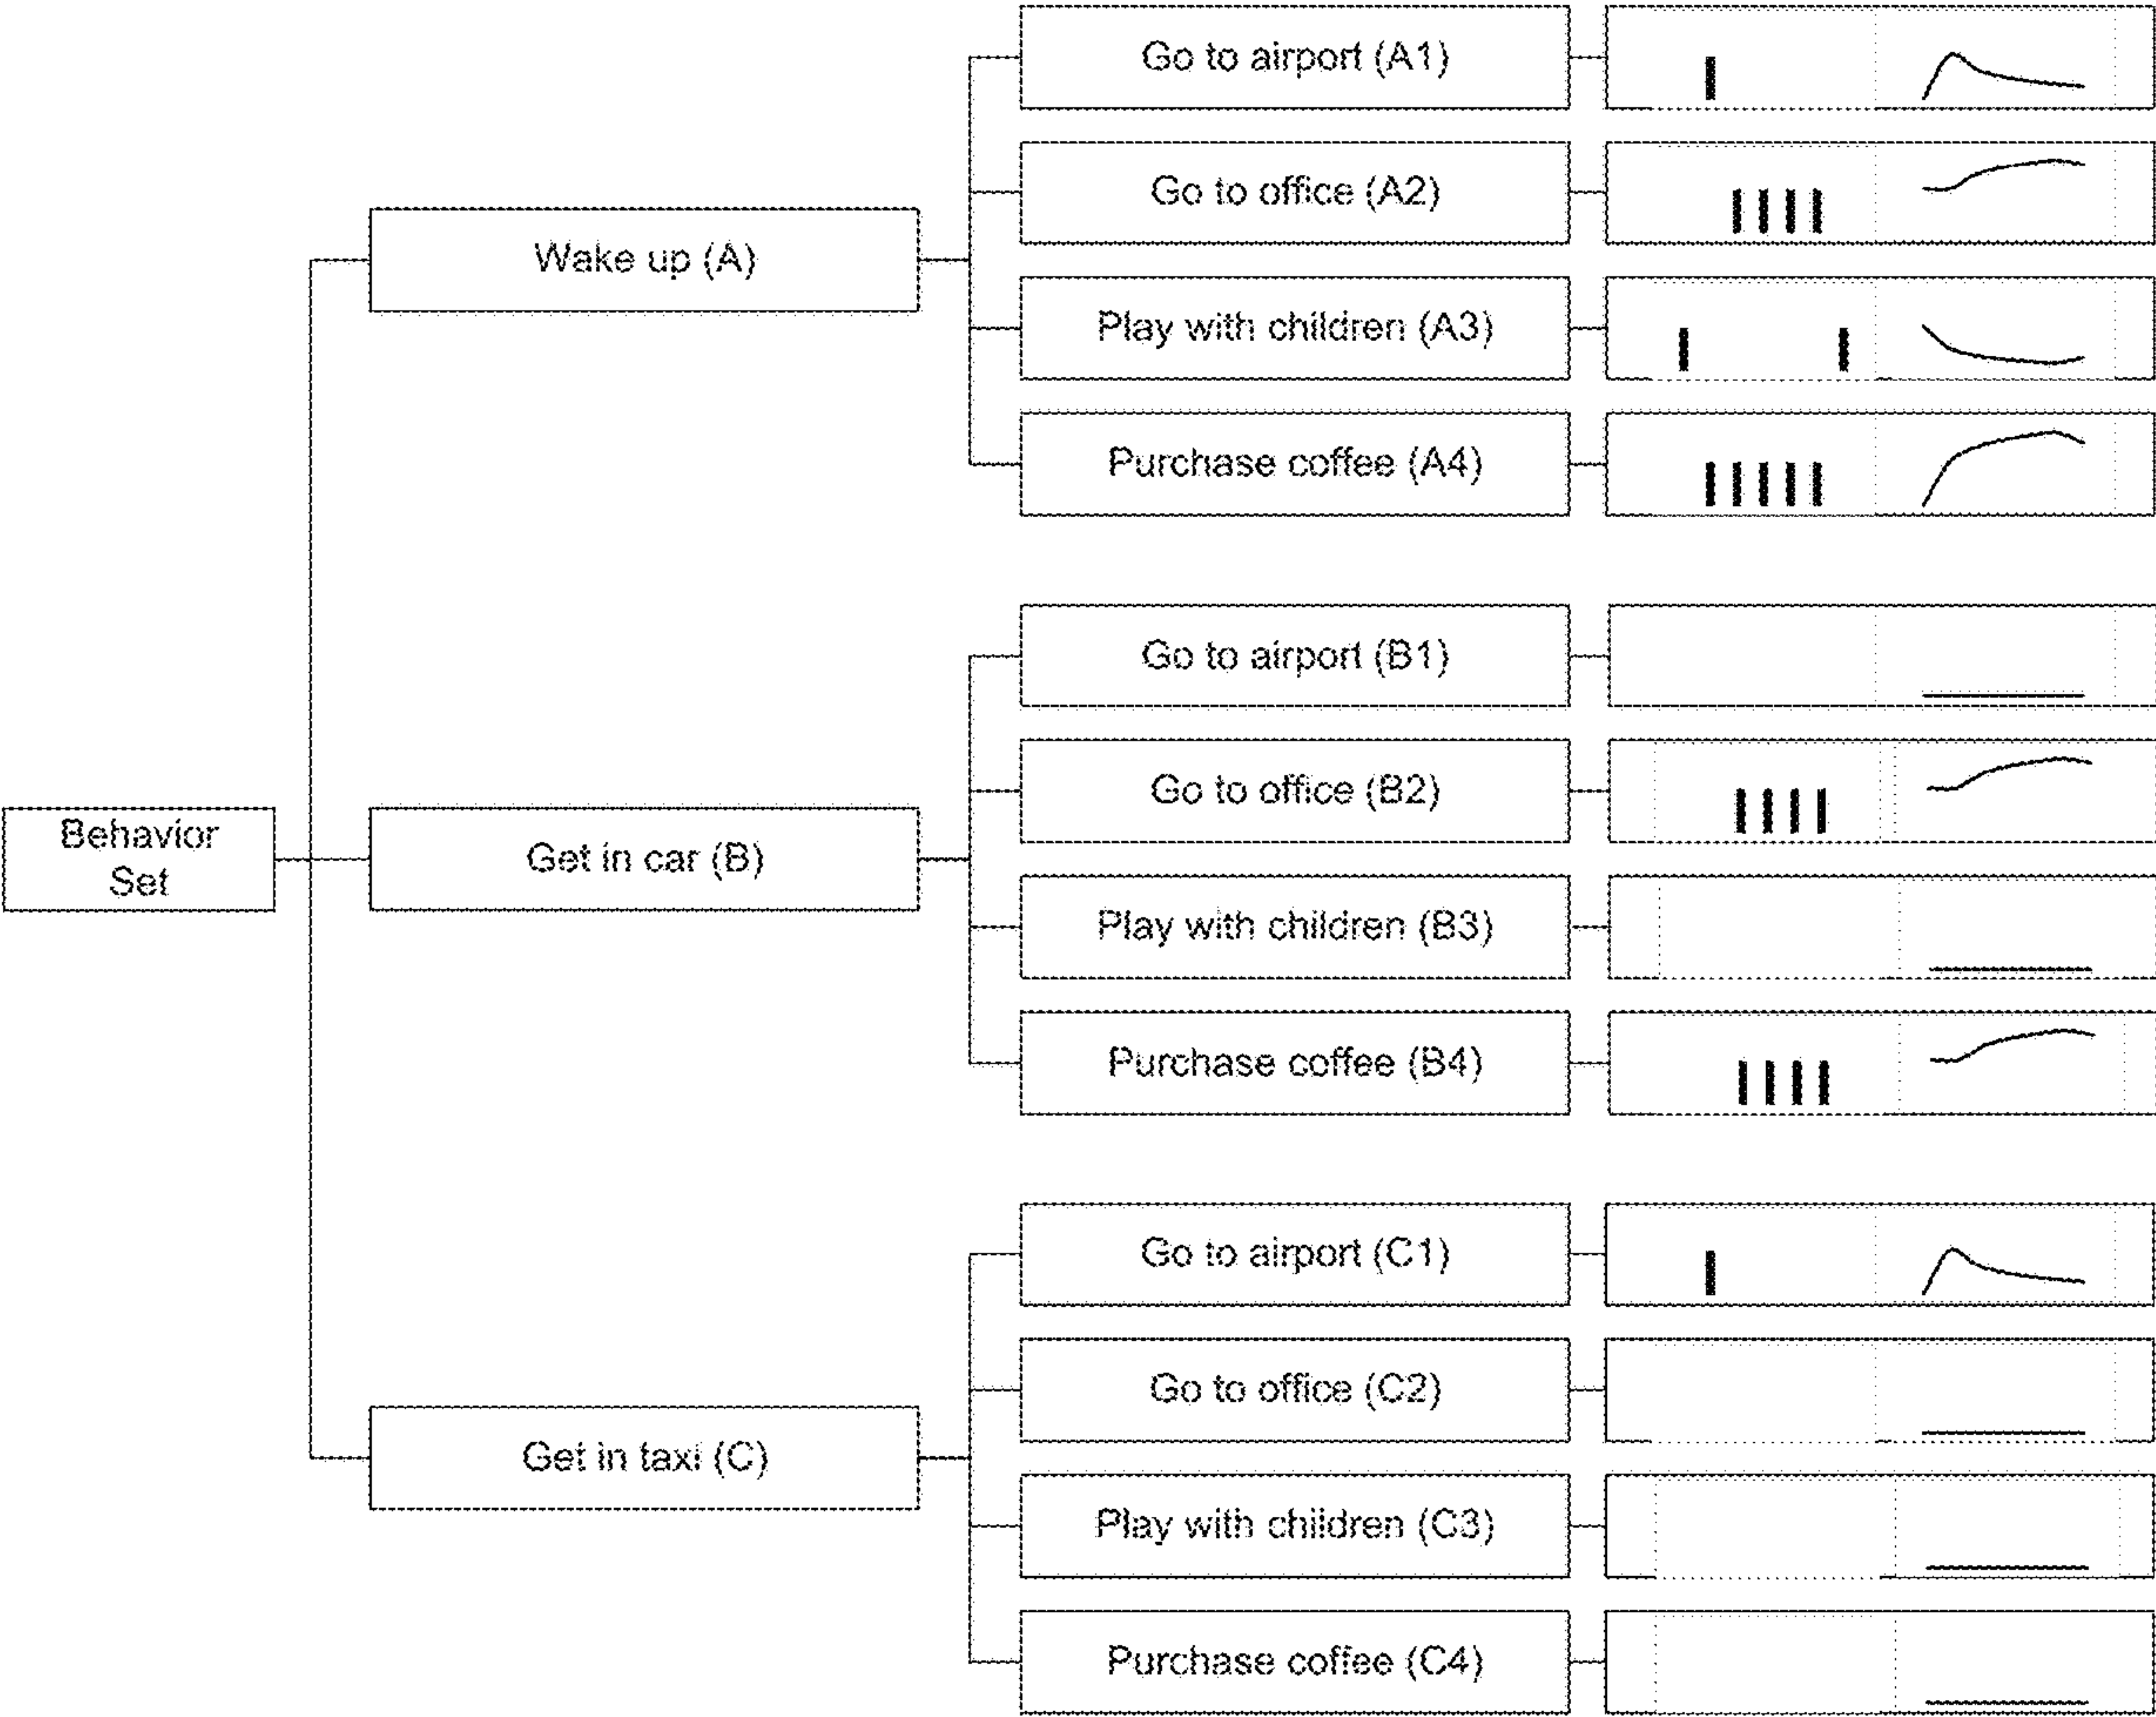 Behavior
Set
Wake up (A)
Go to airport (A1)
Go to office (A2)
Play with children (A3)
Purchase coffee (A4)
Get in car (B)
Go to airport (B1)
Go to office (B2)
Play with children (B3)
Purchase coffee (B4)
Get in taxi (C)
Go to airport (C1)
Go to office (C2)
Play with children (C3)
Purchase coffee (C4)